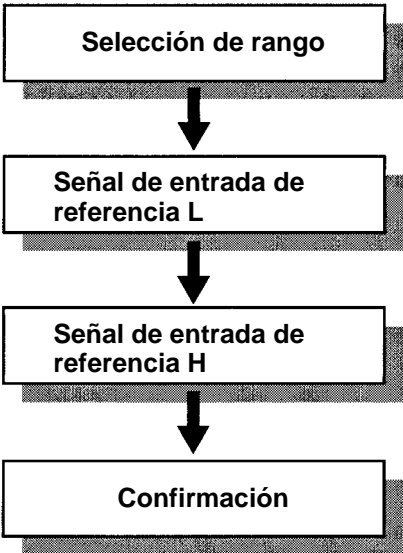 Selección de rango
Señal de entrada de
referencia L
Señal de entrada de
referencia H
Confirmación